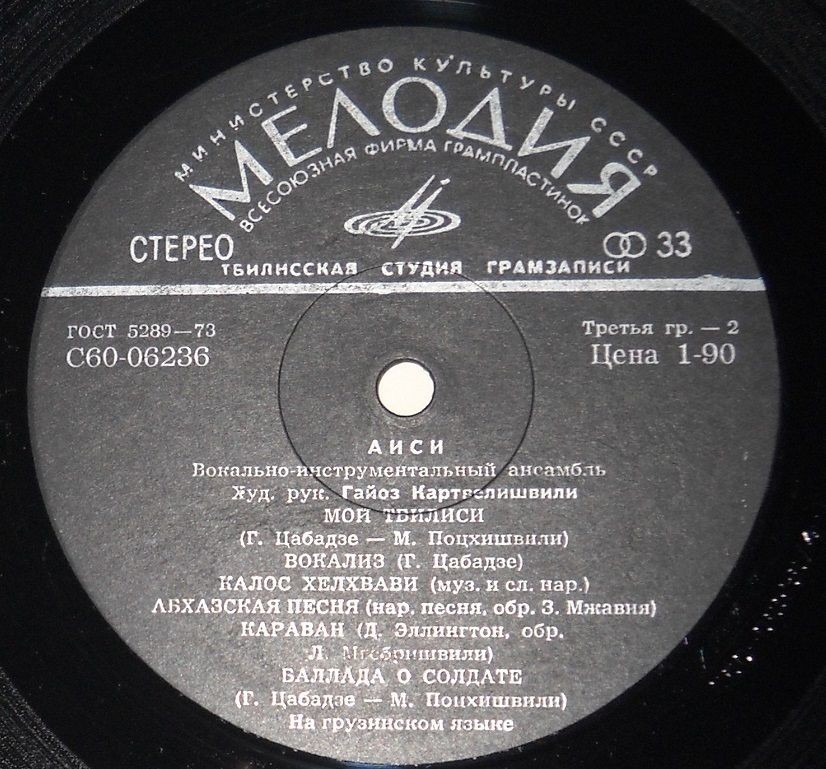 МИНИСТЕРСТВО КУЛЬТУРЫ СССР
МЕЛОДИЯ
ВСЕСОЮЗНАЯ ФИРМА ГРАМПЛАСТИНОК
СТЕРЕО 33
ТБИЛИССКАЯ СТУДИЯ ГРАМЗАПИСИ
ГОСТ 5289—73 Третья гр. — 2
С60-06236 Цена 1-90
АИСИ
Вокально-инструментальный ансамбль
Худ. рук. Гайоз Картвелишвили
МОЙ ТБИЛИСИ
(Г. Цабадзе — М. Поцхишвили)
ВОКАЛИЗ (Г. Цабадзе)
КАЛОС ХЕЛХВАВИ (муз. и сл. нар.)
АБХАЗСКАЯ ПЕСНЯ (нар. песня, обр. З. Мжавия)
КАРАВАН (Д. Эллингтон, обр.
Л. Мгебришвили)
БАЛЛАДА О СОЛДАТЕ
(Г. Цабадзе — М. Поцхишвили)
На грузинском языке